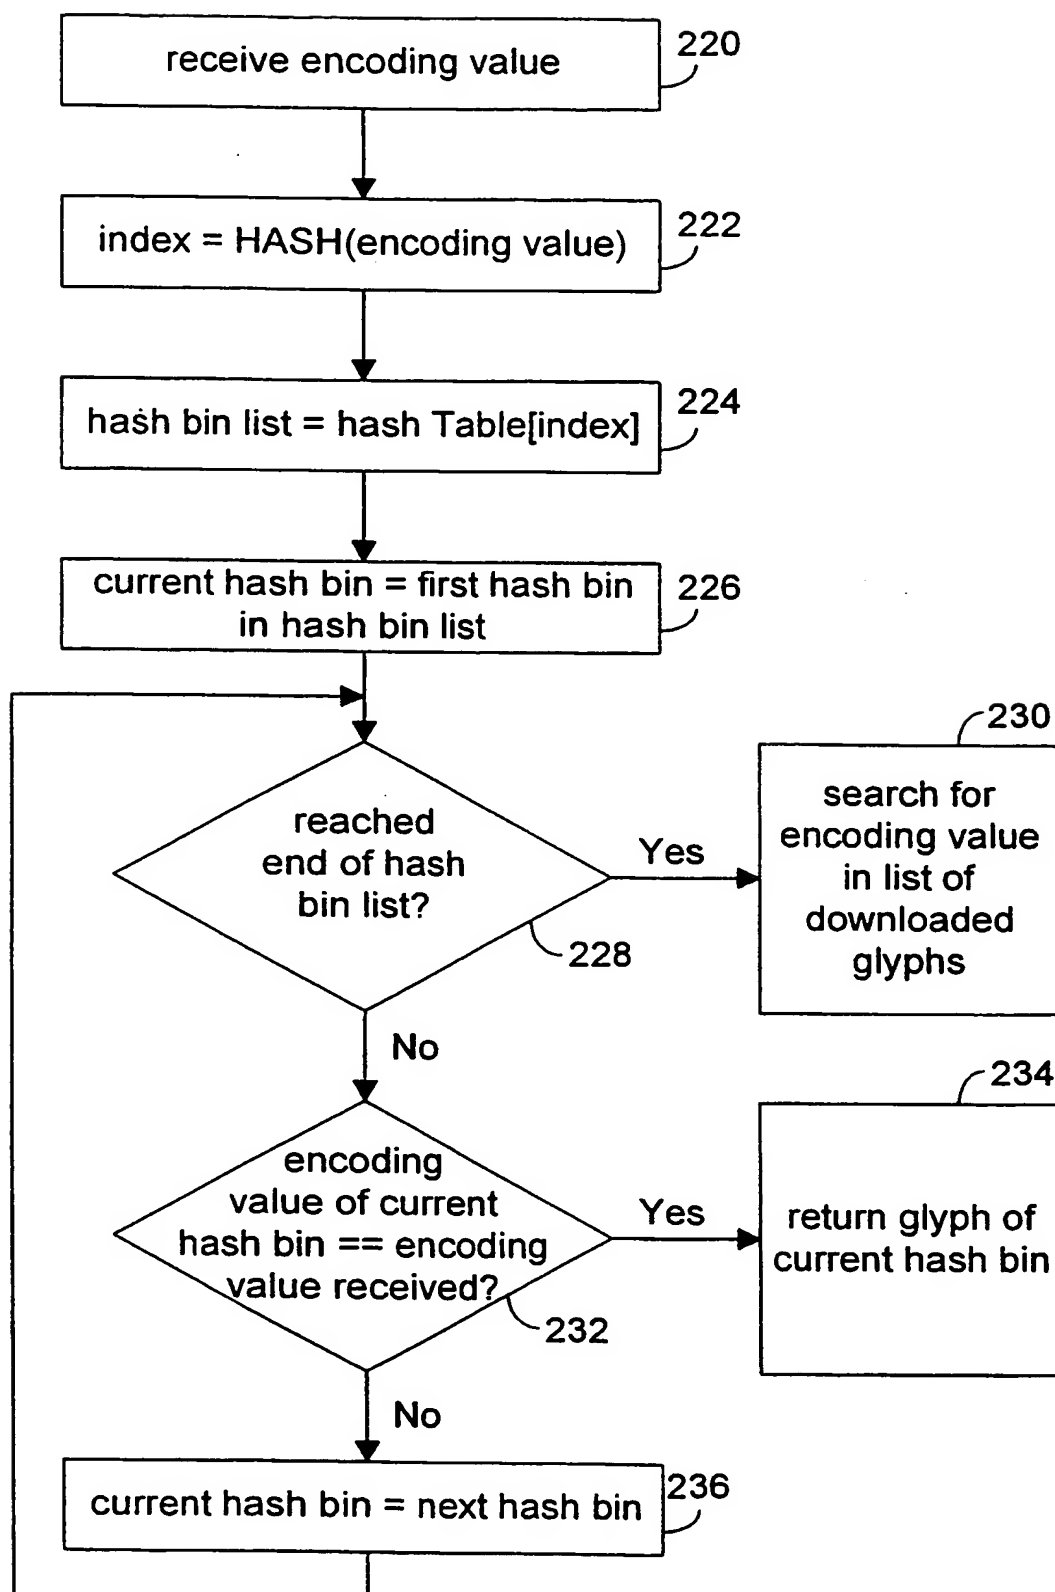 receive encoding value
220
index = HASH(encoding value)
222
hash bin list = hash Table[index]
224
current hash bin = first hash bin
in hash bin list
226
reached
end of hash
bin list?
228
Yes
230
search for
encoding value
in list of
downloaded
glyphs
No
encoding
value of current
hash bin == encoding
value received?
232
Yes
234
return glyph of
current hash bin
No
current hash bin = next hash bin
236